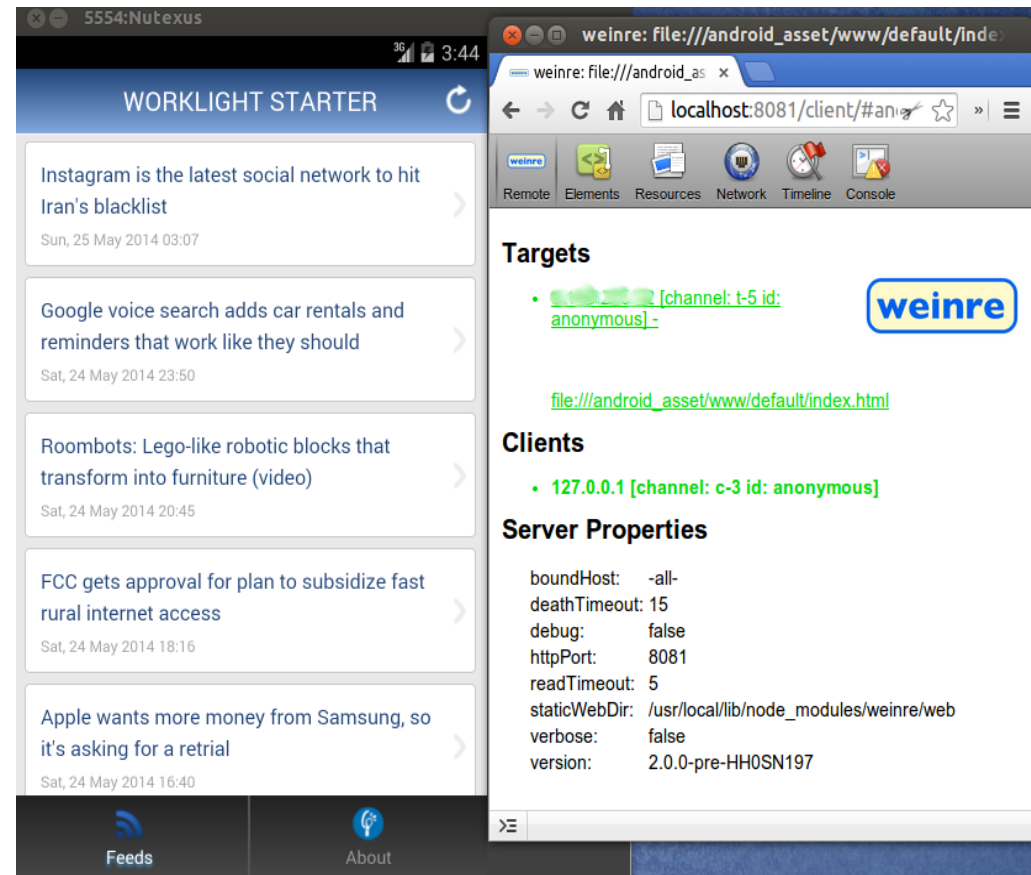 5554:Nutexus
3G 3:44
WORKLIGHT STARTER
Instagram is the latest social network to hit
Iran's blacklist
Sun, 25 May 2014 03:07
Google voice search adds car rentals and
reminders that work like they should
Sat, 24 May 2014 23:50
Roombots: Lego-like robotic blocks that
transform into furniture (video)
Sat, 24 May 2014 20:45
FCC gets approval for plan to subsidize fast
rural internet access
Sat, 24 May 2014 18:16
Apple wants more money from Samsung, so
it's asking for a retrial
Sat, 24 May 2014 16:40
Feeds
About
weinre: file:///android_asset/www/default/inde
weinre: file:///android_as
localhost:8081/client/#an
weinre
Remote Elements Resources Network Timeline Console
Targets
[channel: t-5 id:
anonymous] -
weinre
file:///android_asset/www/default/index.html
Clients
127.0.0.1 [channel: c-3 id: anonymous]
Server Properties
boundHost: -all-
deathTimeout: 15
debug: false
httpPort: 8081
readTimeout: 5
staticWebDir: /usr/local/lib/node_modules/weinre/web
verbose: false
version: 2.0.0-pre-HH0SN197